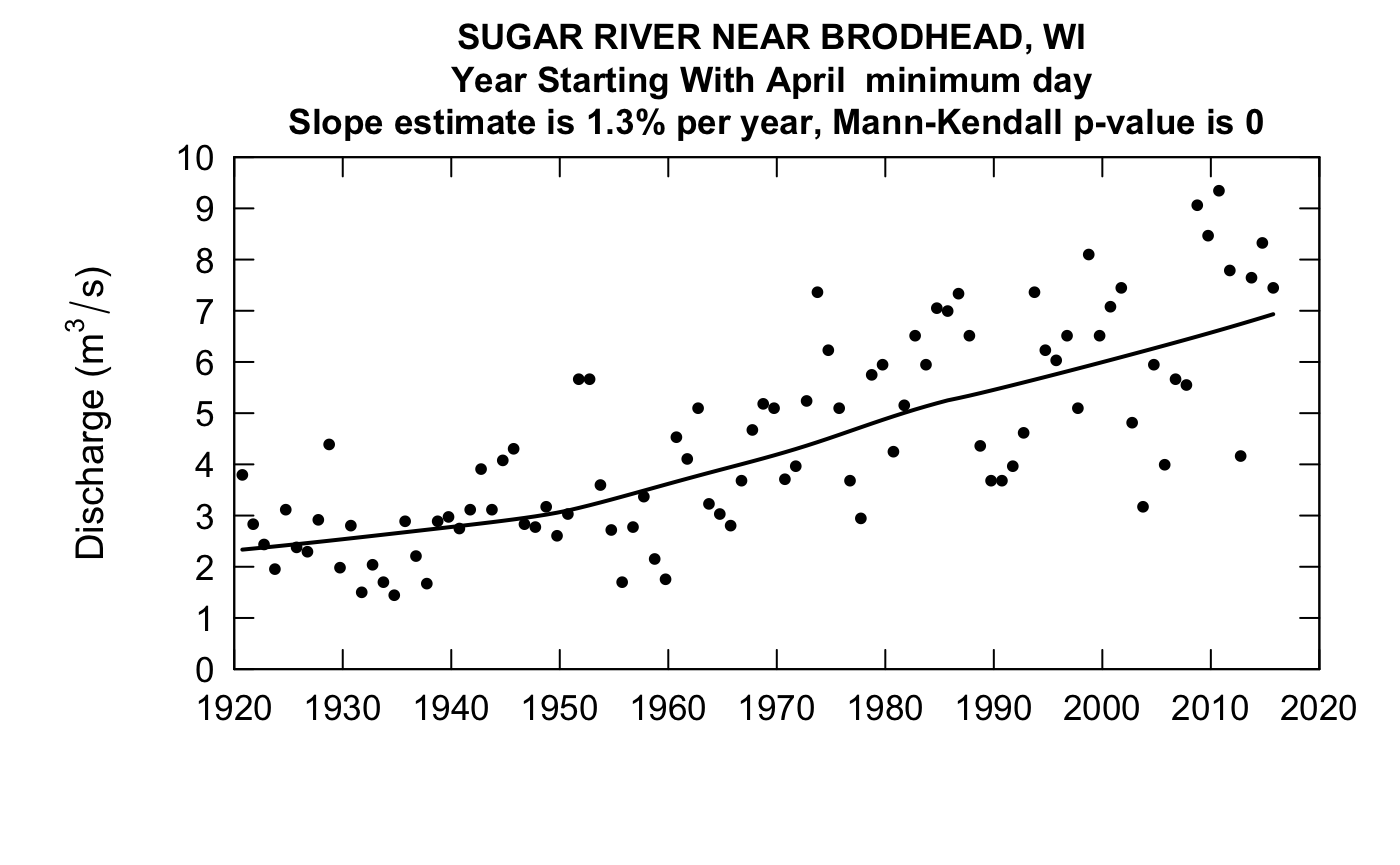 SUGAR RIVER NEAR BRODHEAD, WI
Year Starting With April  minimum day
Slope estimate is 1.3% per year, Mann-Kendall p-value is 0
Discharge (m³/s)
10
9
8
7
6
5
4
3
2
1
0
1920 1930 1940 1950 1960 1970 1980 1990 2000 2010 2020